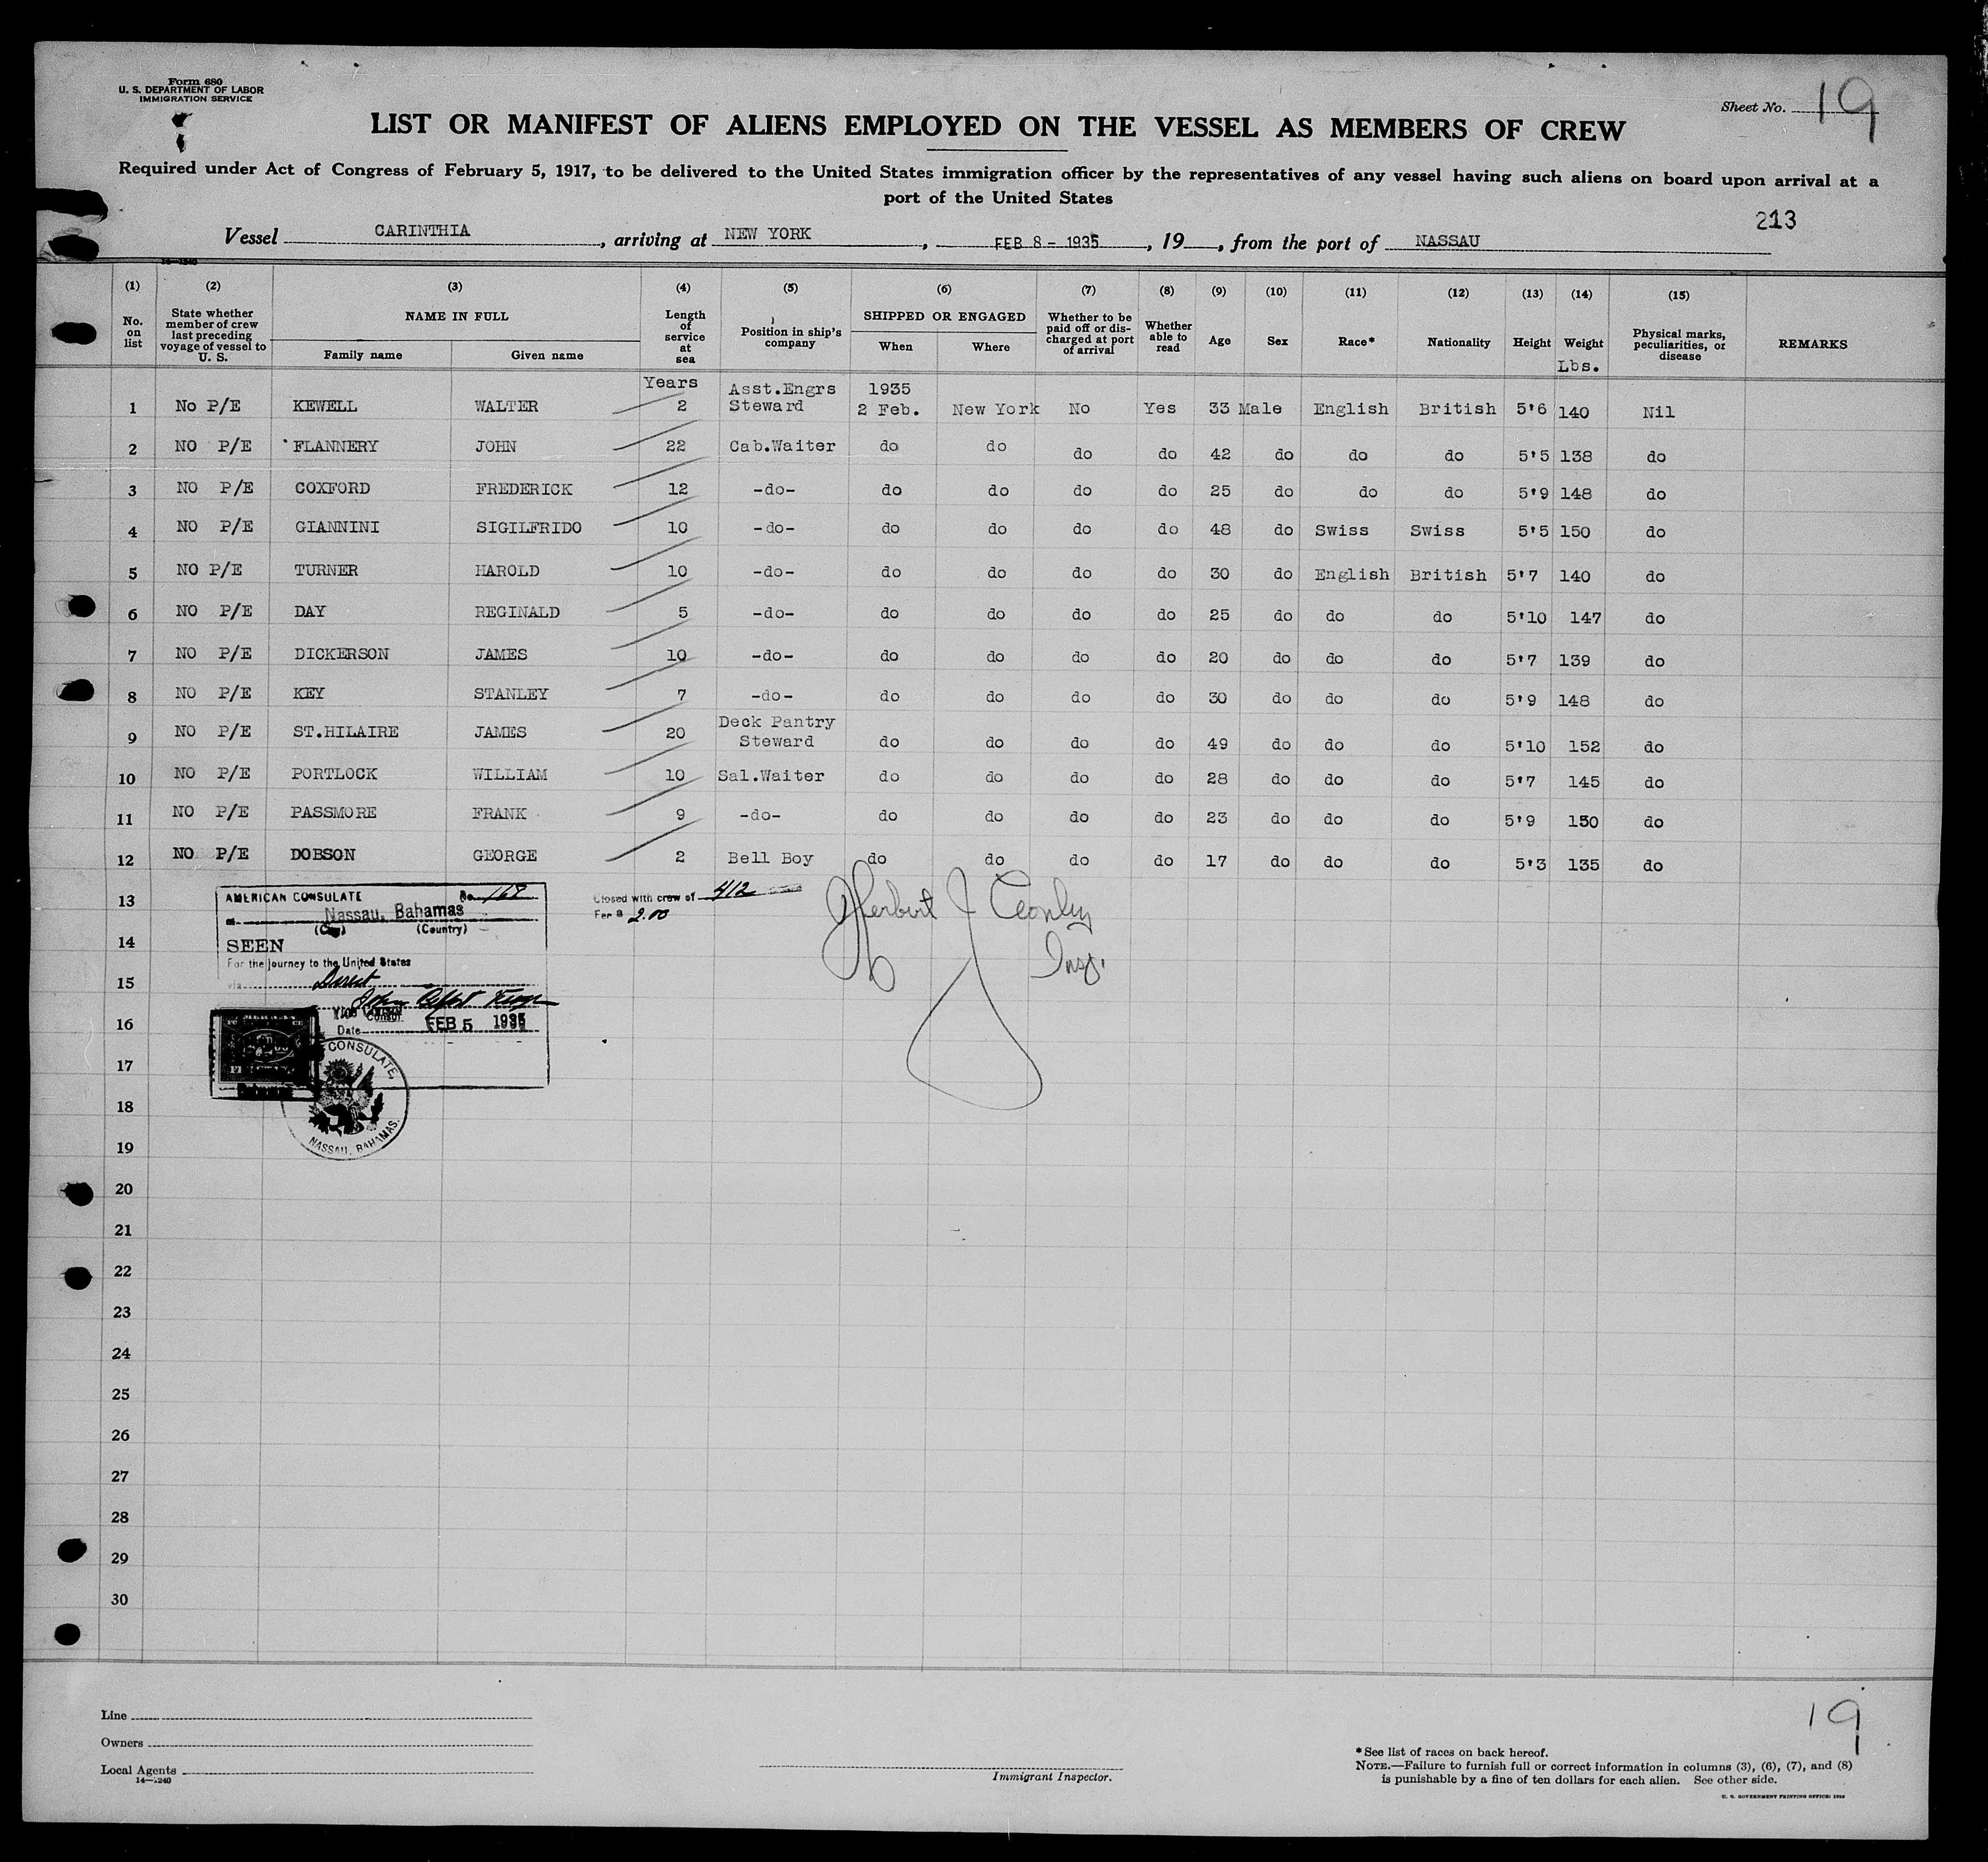 Form 680
U. S. DEPARTMENT OF LABOR
IMMIGRATION SERVICE
Sheet No. 19
LIST OR MANIFEST OF ALIENS EMPLOYED ON THE VESSEL AS MEMBERS OF CREW
Required under Act of Congress of February 5, 1917, to be delivered to the United States immigration officer by the representatives of any vessel having such aliens on board upon arrival at a
port of the United States
213
Vessel CARINTHIA, arriving at NEW YORK, FEB 8 - 1935, 19, from the port of NASSAU
14-1240
(1) (2) (3) (4) (5) (6) (7) (8) (9) (10) (11) (12) (13) (14) (15)
No. on list State whether member of crew last preceding voyage of vessel to U. S. NAME IN FULL Family name Given name Length of service at sea Position in ship's company SHIPPED OR ENGAGED When Where Whether to be paid off or discharged at port of arrival Whether able to read Age Sex Race* Nationality Height Weight Physical marks, peculiarities, or disease REMARKS
Years Asst.Engrs 1935 Lbs.
1 No P/E KEWELL WALTER 2 Steward 2 Feb. New York No Yes 33 Male English British 5'6 140 Nil
2 NO P/E FLANNERY JOHN 22 Cab.Waiter do do do do 42 do do do 5'5 138 do
3 NO P/E COXFORD FREDERICK 12 -do- do do do do 25 do do do 5'9 148 do
4 NO P/E GIANNINI SIGILFRIDO 10 -do- do do do do 48 do Swiss Swiss 5'5 150 do
5 NO P/E TURNER HAROLD 10 -do- do do do do 30 do English British 5'7 140 do
6 NO P/E DAY REGINALD 5 -do- do do do do 25 do do do 5'10 147 do
7 NO P/E DICKERSON JAMES 10 -do- do do do do 20 do do do 5'7 139 do
8 NO P/E KEY STANLEY 7 -do- do do do do 30 do do do 5'9 148 do
Deck Pantry
9 NO P/E ST.HILAIRE JAMES 20 Steward do do do do 49 do do do 5'10 152 do
10 NO P/E PORTLOCK WILLIAM 10 Sal.Waiter do do do do 28 do do do 5'7 145 do
11 NO P/E PASSMORE FRANK 9 -do- do do do do 23 do do do 5'9 150 do
12 NO P/E DOBSON GEORGE 2 Bell Boy do do do do 17 do do do 5'3 135 do
13
14
15
16
17
18
19
20
21
22
23
24
25
26
27
28
29
30
AMERICAN CONSULATE No. 168
Nassau, Bahamas
(City) (Country)
SEEN
For the journey to the United States
via Direct
Vice Consul
Date FEB 5 1935
CONSULATE,
NASSAU, BAHAMAS.
Closed with crew of 412
Fee $ 2.00
Herbert J
Insp.
Line
Owners
Local Agents
14-1240
Immigrant Inspector.
19
*See list of races on back hereof.
NOTE.—Failure to furnish full or correct information in columns (3), (6), (7), and (8)
is punishable by a fine of ten dollars for each alien. See other side.
U. S. GOVERNMENT PRINTING OFFICE: 1929